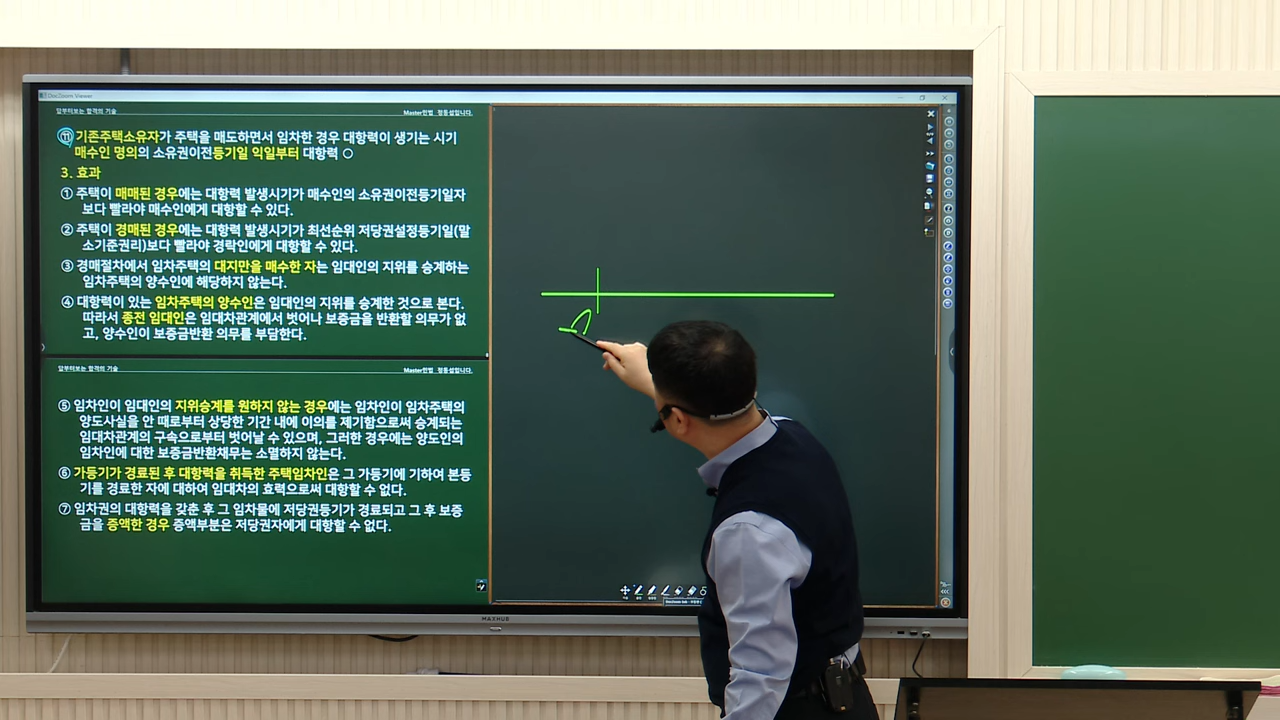 DocZoom Viewer
앞부터보는 합격의 기술
Master민법 정동섭입니다.
⑪ 기존주택소유자가 주택을 매도하면서 임차한 경우 대항력이 생기는 시기
매수인 명의의 소유권이전등기일 익일부터 대항력 ○
3. 효과
① 주택이 매매된 경우에는 대항력 발생시기가 매수인의 소유권이전등기일자
보다 빨라야 매수인에게 대항할 수 있다.
② 주택이 경매된 경우에는 대항력 발생시기가 최선순위 저당권설정등기일(말
소기준권리)보다 빨라야 경락인에게 대항할 수 있다.
③ 경매절차에서 임차주택의 대지만을 매수한 자는 임대인의 지위를 승계하는
임차주택의 양수인에 해당하지 않는다.
④ 대항력이 있는 임차주택의 양수인은 임대인의 지위를 승계한 것으로 본다.
따라서 종전 임대인은 임대차관계에서 벗어나 보증금을 반환할 의무가 없
고, 양수인이 보증금반환 의무를 부담한다.
앞부터보는 합격의 기술
Master민법 정동섭입니다.
⑤ 임차인이 임대인의 지위승계를 원하지 않는 경우에는 임차인이 임차주택의
양도사실을 안 때로부터 상당한 기간 내에 이의를 제기함으로써 승계되는
임대차관계의 구속으로부터 벗어날 수 있으며, 그러한 경우에는 양도인의
임차인에 대한 보증금반환채무는 소멸하지 않는다.
⑥ 가등기가 경료된 후 대항력을 취득한 주택임차인은 그 가등기에 기하여 본등
기를 경료한 자에 대하여 임대차의 효력으로써 대항할 수 없다.
⑦ 임차권의 대항력을 갖춘 후 그 임차물에 저당권등기가 경료되고 그 후 보증
금을 증액한 경우 증액부분은 저당권자에게 대항할 수 없다.
MAXHUB